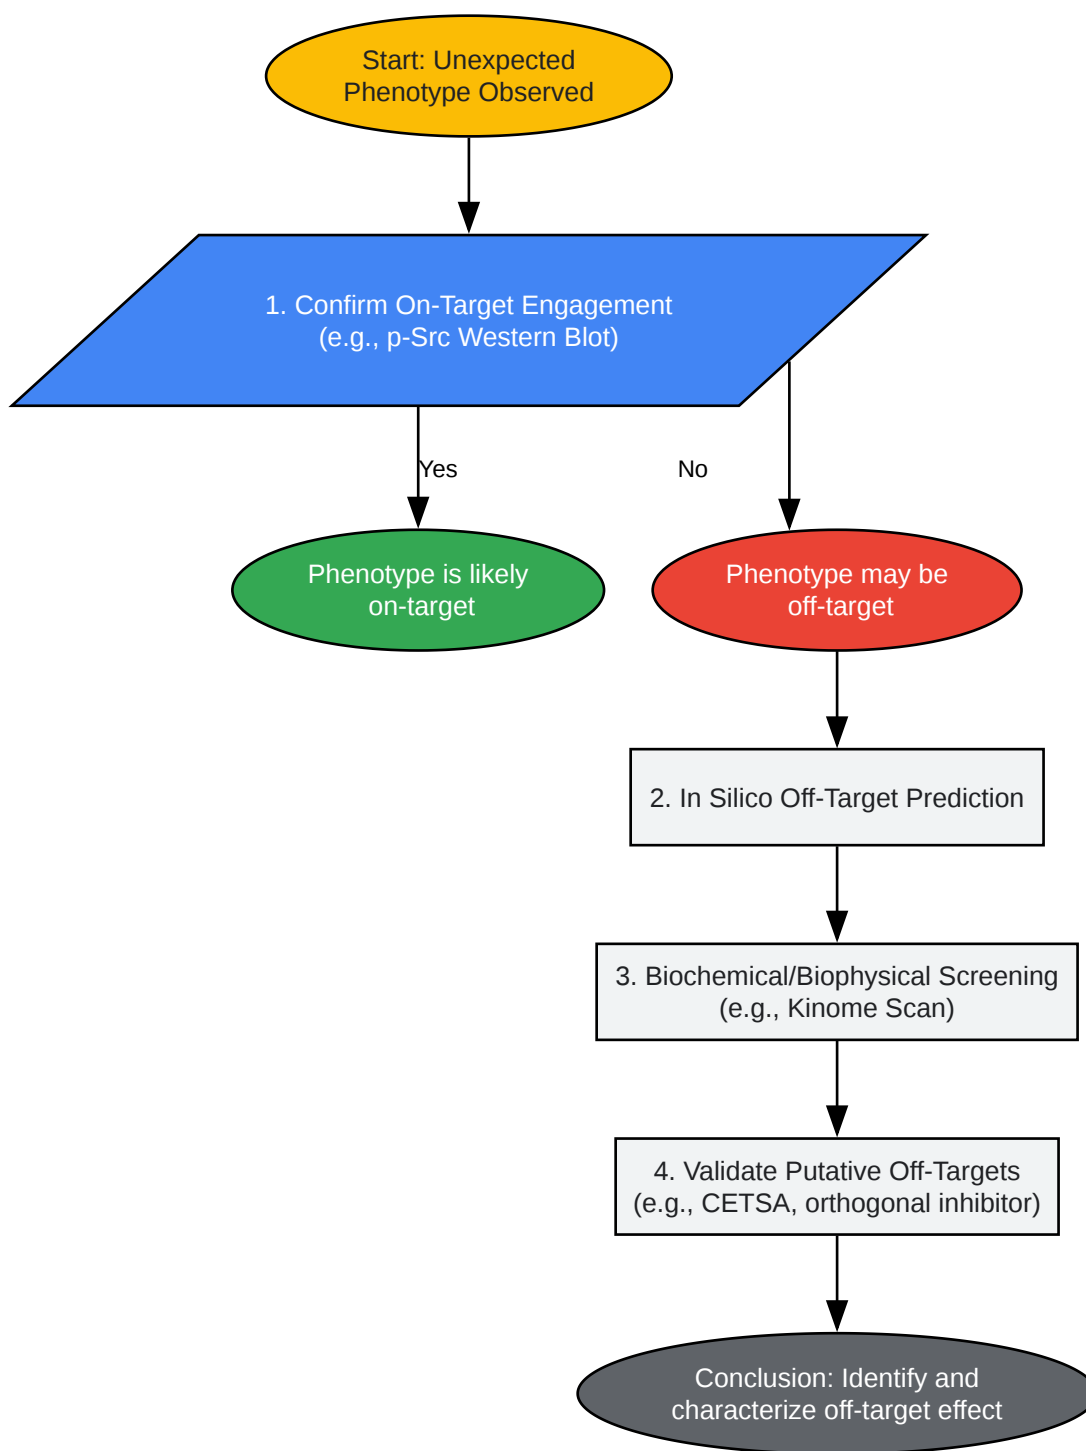 Start: Unexpected
Phenotype Observed
1. Confirm On-Target Engagement
(e.g., p-Src Western Blot)
Yes
No
Phenotype is likely
on-target
Phenotype may be
off-target
2. In Silico Off-Target Prediction
3. Biochemical/Biophysical Screening
(e.g., Kinome Scan)
4. Validate Putative Off-Targets
(e.g., CETSA, orthogonal inhibitor)
Conclusion: Identify and
characterize off-target effect